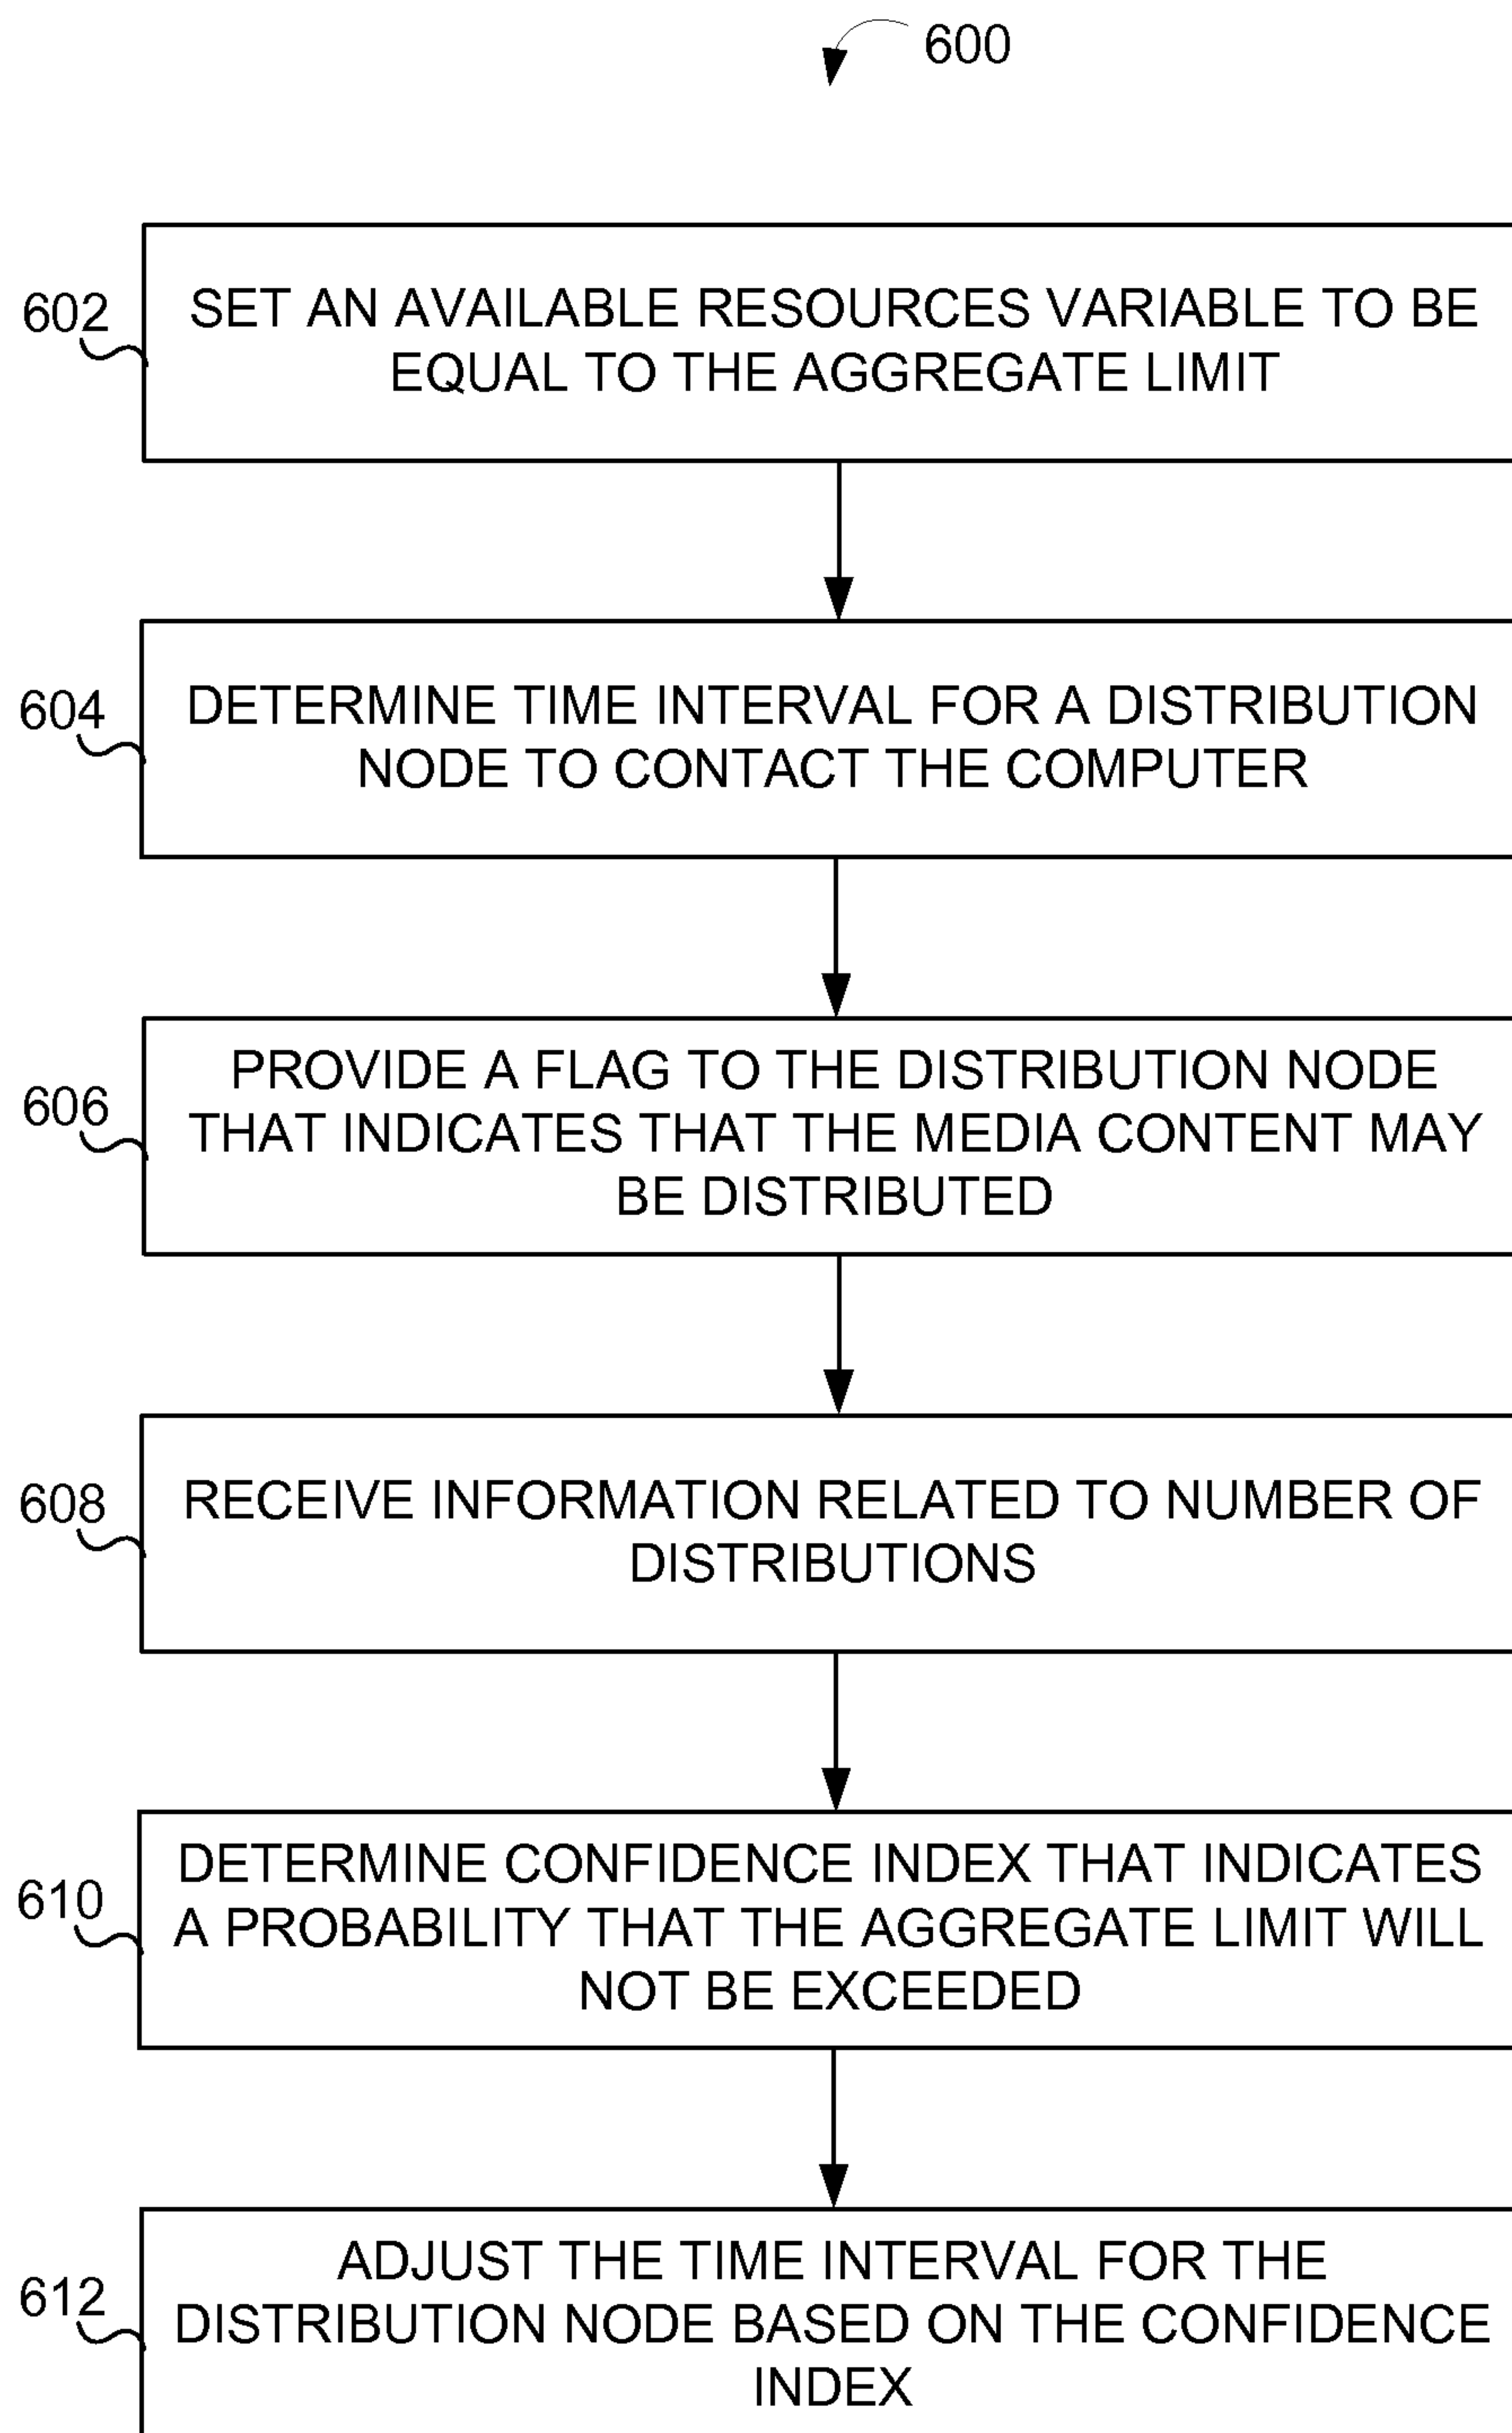 600
602
SET AN AVAILABLE RESOURCES VARIABLE TO BE
EQUAL TO THE AGGREGATE LIMIT
604
DETERMINE TIME INTERVAL FOR A DISTRIBUTION
NODE TO CONTACT THE COMPUTER
606
PROVIDE A FLAG TO THE DISTRIBUTION NODE
THAT INDICATES THAT THE MEDIA CONTENT MAY
BE DISTRIBUTED
608
RECEIVE INFORMATION RELATED TO NUMBER OF
DISTRIBUTIONS
610
DETERMINE CONFIDENCE INDEX THAT INDICATES
A PROBABILITY THAT THE AGGREGATE LIMIT WILL
NOT BE EXCEEDED
612
ADJUST THE TIME INTERVAL FOR THE
DISTRIBUTION NODE BASED ON THE CONFIDENCE
INDEX